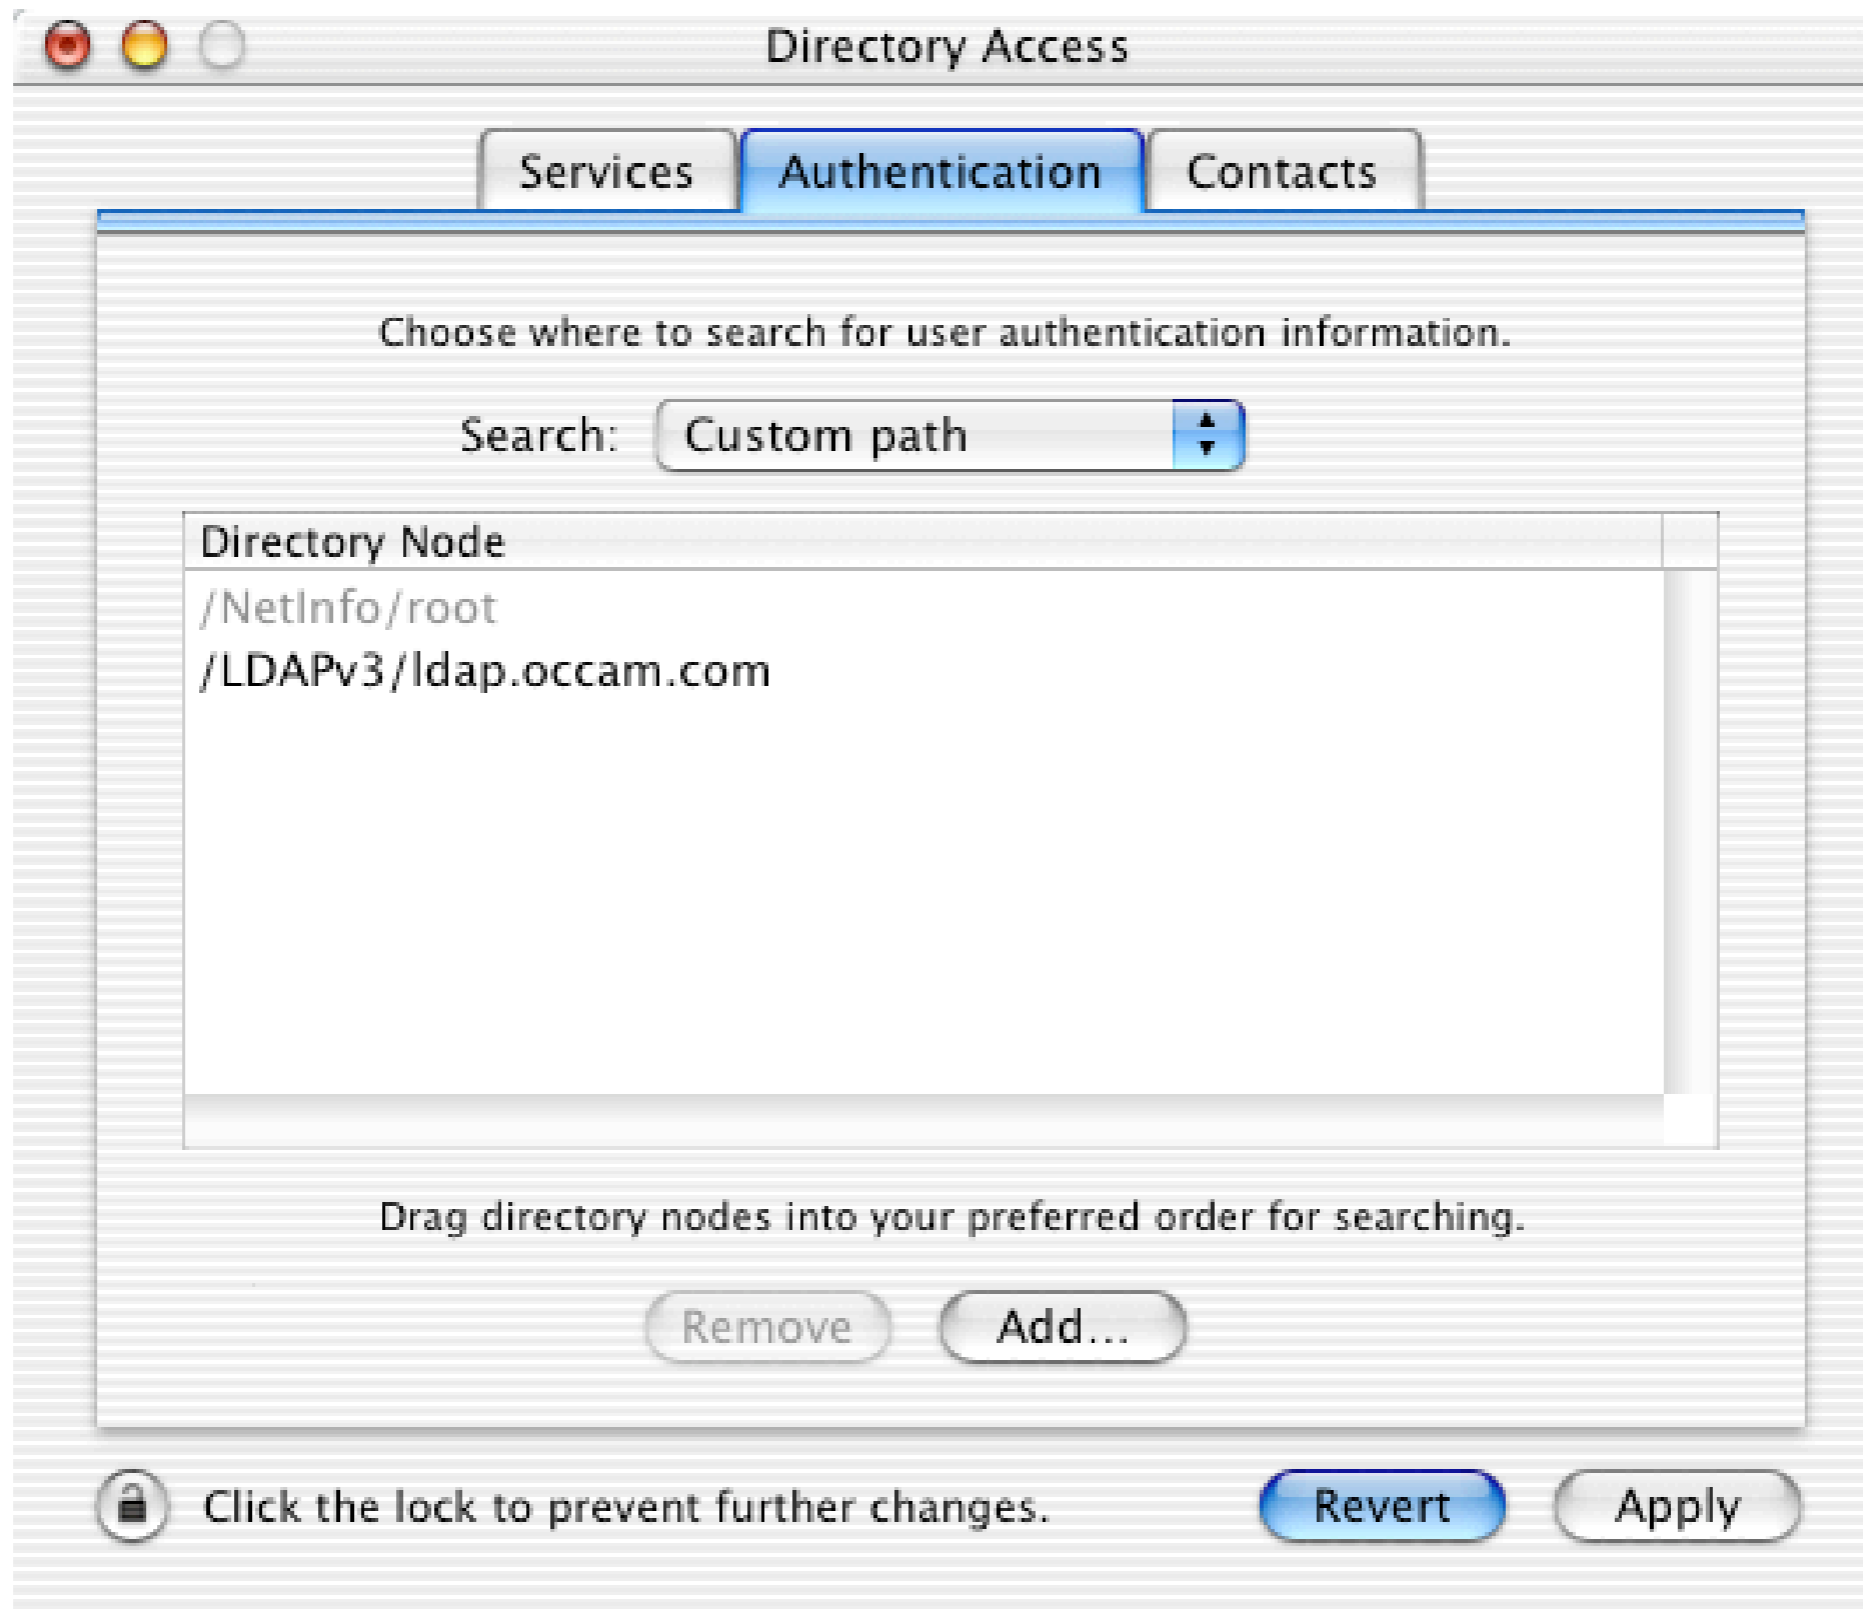 Directory Access
Services Authentication Contacts
Choose where to search for user authentication information.
Search: Custom path
Directory Node
/NetInfo/root
/LDAPv3/ldap.occam.com
Drag directory nodes into your preferred order for searching.
Remove Add...
Click the lock to prevent further changes. Revert Apply